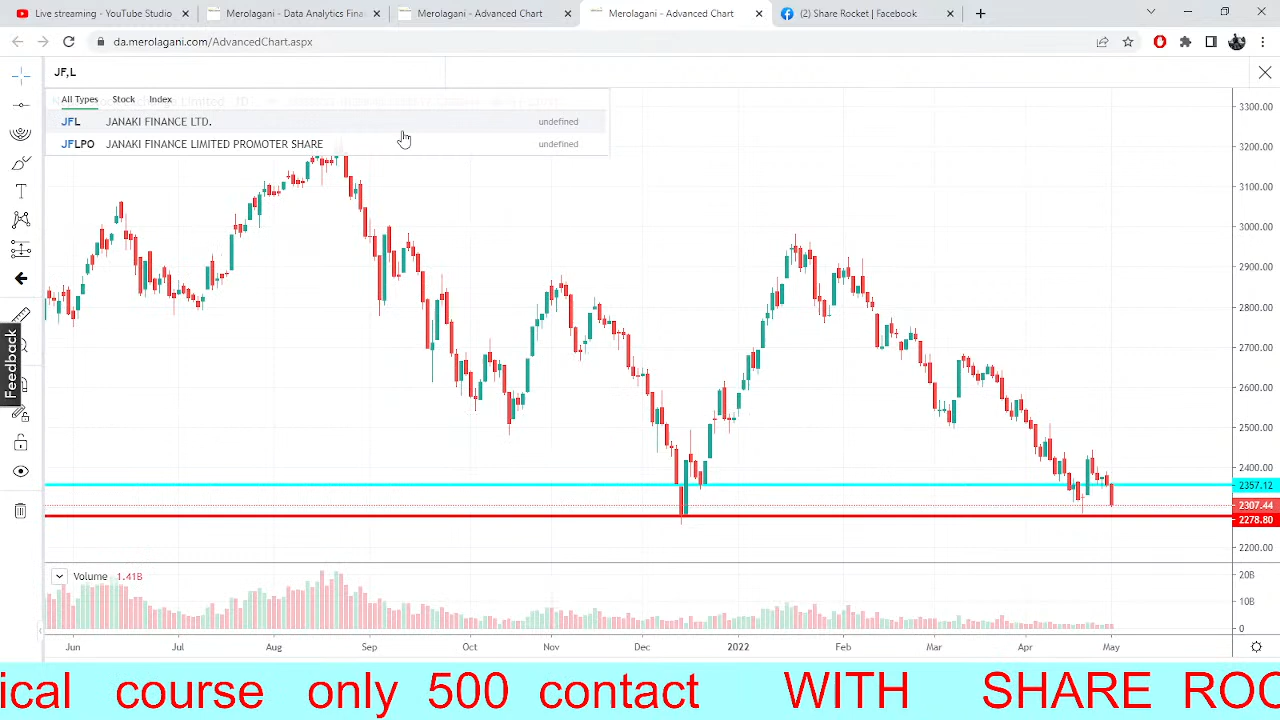 Live streaming - YouTube Studio
Merolagani - Data Analytics Fina
Merolagani - Advanced Chart
Merolagani - Advanced Chart
(2) Share Rocket | Facebook
da.merolagani.com/AdvancedChart.aspx
JF,L
All Types Stock Index
JFL JANAKI FINANCE LTD. undefined
JFLPO JANAKI FINANCE LIMITED PROMOTER SHARE undefined
3300.00
3200.00
3100.00
3000.00
2900.00
2800.00
2700.00
2600.00
2500.00
2400.00
2357.12
2307.44
2278.80
2200.00
Feedback
Volume 1.41B
20B
10B
0
Jun Jul Aug Sep Oct Nov Dec 2022 Feb Mar Apr May
ical course only 500 contact WITH SHARE ROC